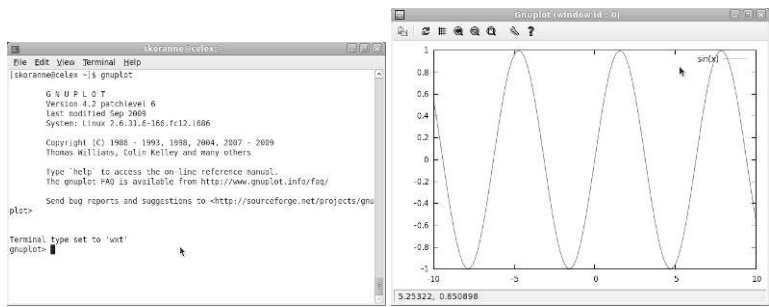 skoranne@celex:~
File Edit View Terminal Help
[skoranne@celex ~]$ gnuplot
G N U P L O T
Version 4.2 patchlevel 6
last modified Sep 2009
System: Linux 2.6.31.6-166.fc12.i686
Copyright (C) 1986 - 1993, 1998, 2004, 2007 - 2009
Thomas Williams, Colin Kelley and many others
Type `help` to access the on-line reference manual.
The gnuplot FAQ is available from http://www.gnuplot.info/faq/
Send bug reports and suggestions to <http://sourceforge.net/projects/gnu
plot>
Terminal type set to 'wxt'
gnuplot>
Gnuplot (window id : 0)
sin(x)
1
0.8
0.6
0.4
0.2
0
-0.2
-0.4
-0.6
-0.8
-1
-10 -5 0 5 10
5.25322, 0.850898